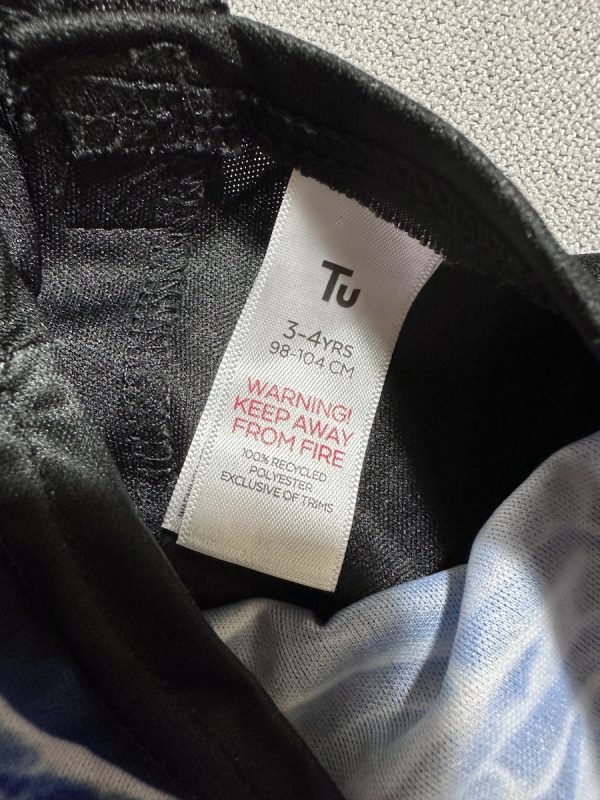 Tu
3-4YRS
98-104 CM
WARNING!
KEEP AWAY
FROM FIRE
100% RECYCLED
POLYESTER
EXCLUSIVE OF TRIMS